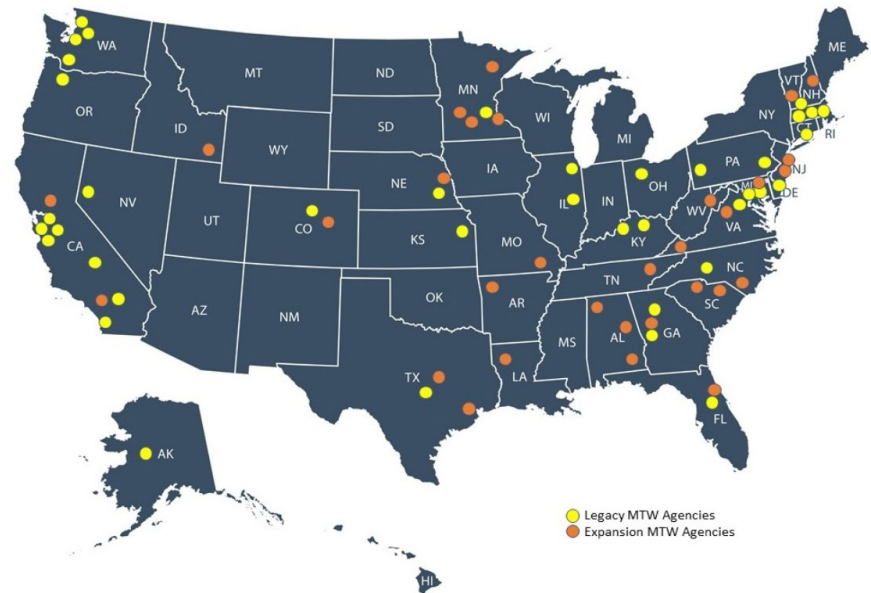 ME
WA
VT
NH
MT
ND
MN
OR
NY
WI
ID
SD
MI
CT
RI
WY
IA
PA
NE
NJ
OH
NV
IL
IN
DE
UT
WV
CO
VA
CA
KS
MO
KY
NC
TN
OK
AR
SC
AZ
NM
MS
AL
GA
TX
LA
FL
AK
Legacy MTW Agencies
Expansion MTW Agencies
HI